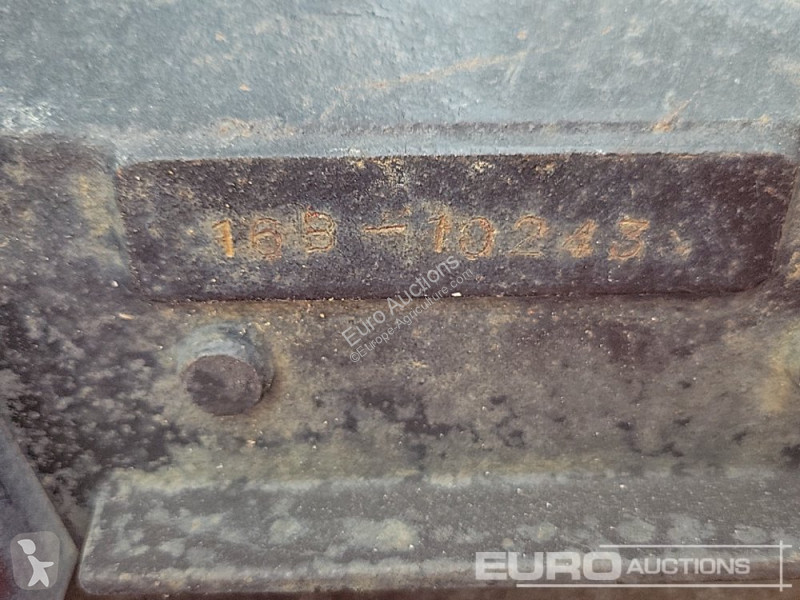 16B-10243
Euro Auctions
©Europe-Agriculture.com
EURO AUCTIONS